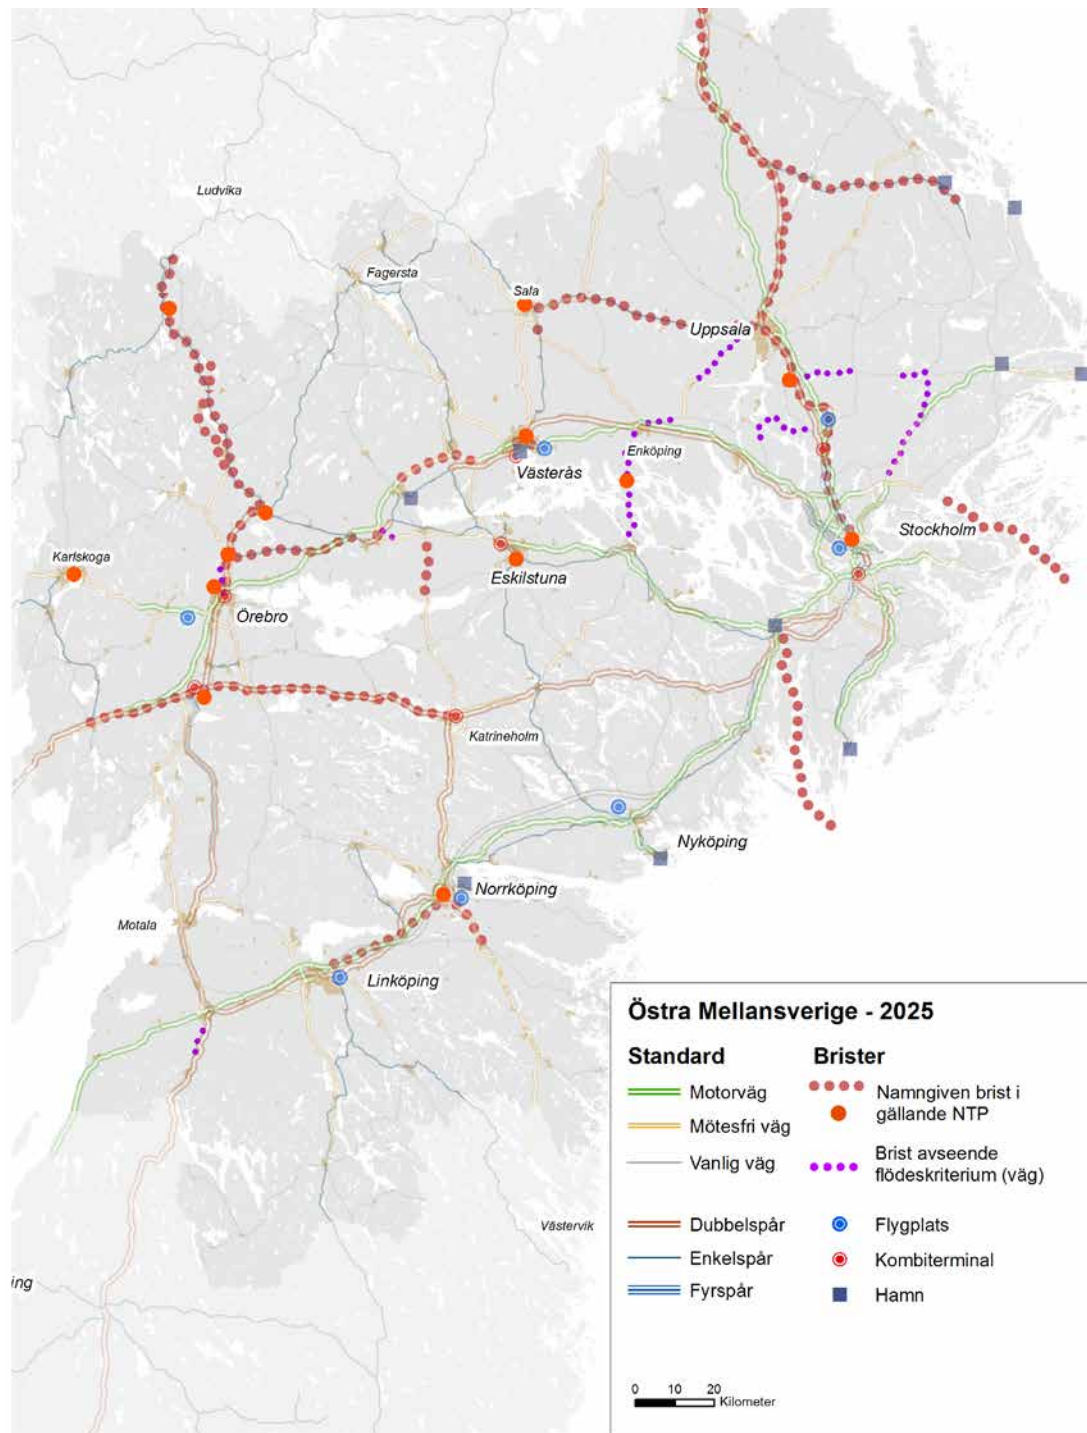 Ludvika
Fagersta
Sala
Uppsala
Enköping
Västerås
Stockholm
Karlskoga
Eskilstuna
Örebro
Katrineholm
Nyköping
Norrköping
Motala
Linköping
Västervik
ing
Östra Mellansverige - 2025
Standard
Brister
Motorväg
Namngiven brist i
gällande NTP
Mötesfri väg
Vanlig väg
Brist avseende
flödeskriterium (väg)
Dubbelspår
Flygplats
Enkelspår
Kombiterminal
Fyrspår
Hamn
0 10 20
Kilometer